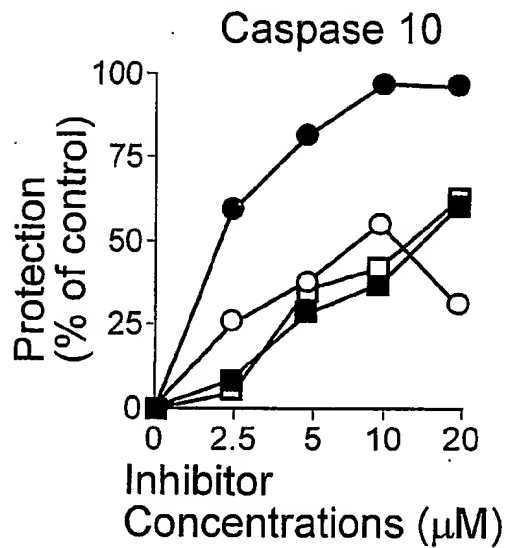 Caspase 10
Protection
(% of control)
100
75
50
25
0
0 2.5 5 10 20
Inhibitor
Concentrations (μM)